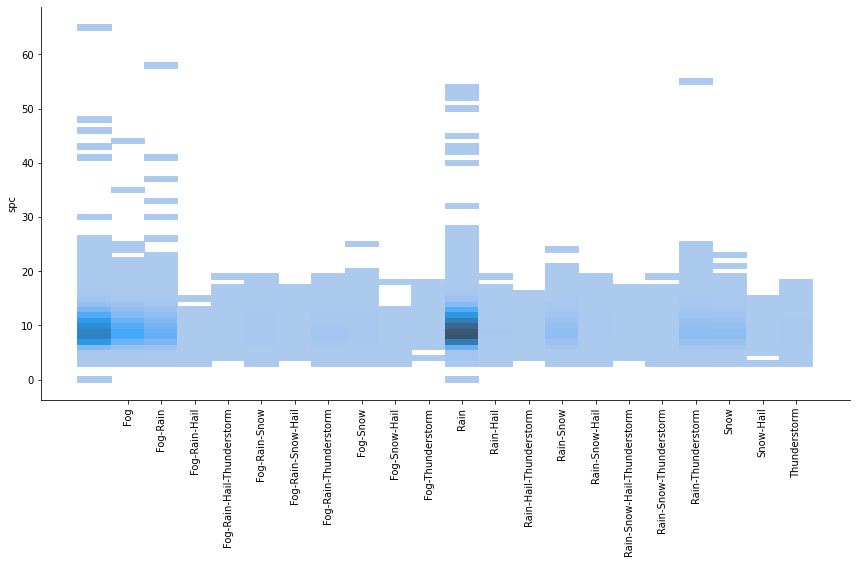 60
50
40
30
20
10
0
spc
Fog
Fog-Rain
Fog-Rain-Hail
Fog-Rain-Hail-Thunderstorm
Fog-Rain-Snow
Fog-Rain-Snow-Hail
Fog-Rain-Thunderstorm
Fog-Snow
Fog-Snow-Hail
Fog-Thunderstorm
Rain
Rain-Hail
Rain-Hail-Thunderstorm
Rain-Snow
Rain-Snow-Hail
Rain-Snow-Hail-Thunderstorm
Rain-Snow-Thunderstorm
Rain-Thunderstorm
Snow
Snow-Hail
Thunderstorm